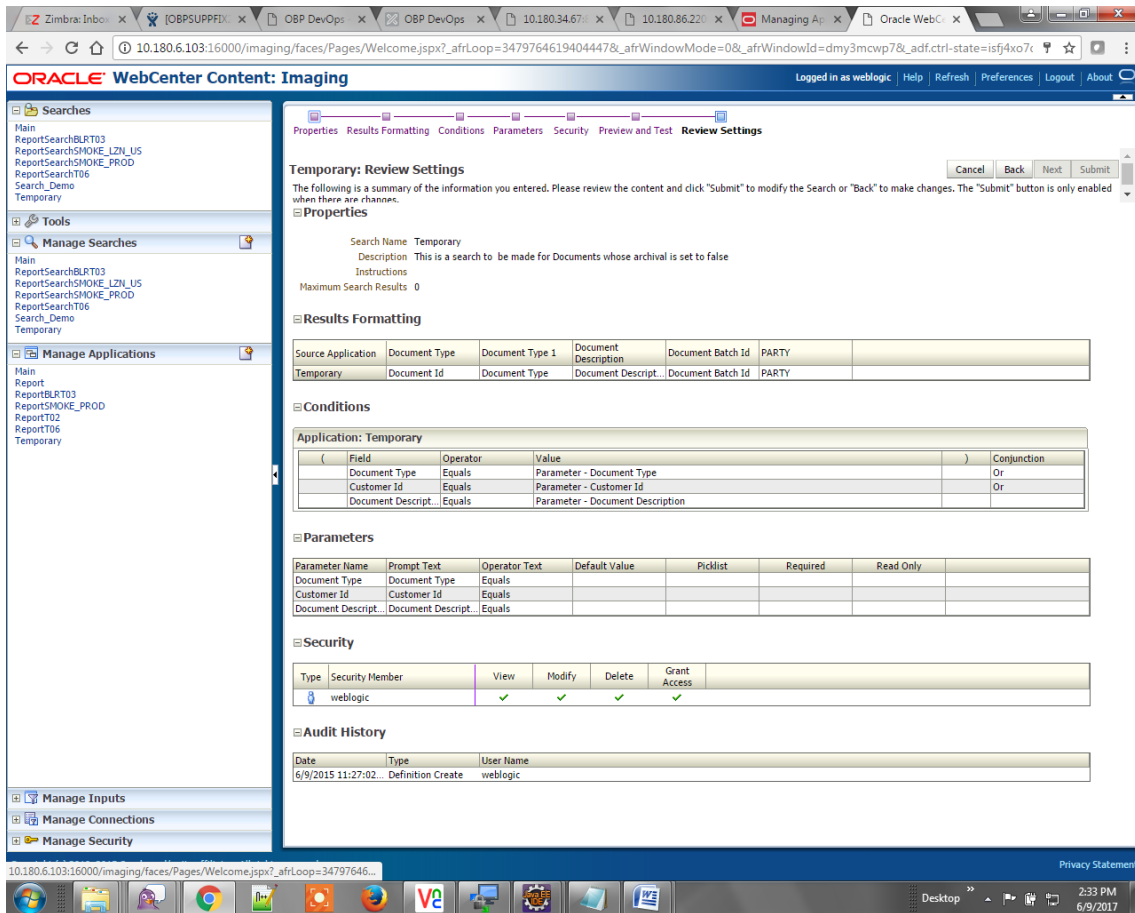 Zimbra: Inbox
[OBPSUPPFIX]
OBP DevOps
OBP DevOps
10.180.34.67:
10.180.86.220
Managing Ap
Oracle WebCe
10.180.6.103:16000/imaging/faces/Pages/Welcome.jspx?_afrLoop=34797646194044447&_afrWindowMode=0&_afrWindowId=dmy3mcwp7&_adf.ctrl-state=isfj4xo7c
ORACLE WebCenter Content: Imaging
Logged in as weblogic Help Refresh Preferences Logout About
Searches
Main
ReportSearchBLRT03
ReportSearchSMOKE_LZN_US
ReportSearchSMOKE_PROD
ReportSearchT06
Search_Demo
Temporary
Tools
Manage Searches
Main
ReportSearchBLRT03
ReportSearchSMOKE_LZN_US
ReportSearchSMOKE_PROD
ReportSearchT06
Search_Demo
Temporary
Manage Applications
Main
Report
ReportBLRT03
ReportSMOKE_PROD
ReportT02
ReportT06
Temporary
Manage Inputs
Manage Connections
Manage Security
Properties Results Formatting Conditions Parameters Security Preview and Test Review Settings
Temporary: Review Settings
Cancel Back Next Submit
The following is a summary of the information you entered. Please review the content and click "Submit" to modify the Search or "Back" to make changes. The "Submit" button is only enabled
when there are changes.
Properties
Search Name Temporary
Description This is a search to be made for Documents whose archival is set to false
Instructions
Maximum Search Results 0
Results Formatting
Source Application Document Type Document Type 1 Document Description Document Batch Id PARTY
Temporary Document Id Document Type Document Descript... Document Batch Id PARTY
Conditions
Application: Temporary
( Field Operator Value ) Conjunction
Document Type Equals Parameter - Document Type Or
Customer Id Equals Parameter - Customer Id Or
Document Descript... Equals Parameter - Document Description
Parameters
Parameter Name Prompt Text Operator Text Default Value Picklist Required Read Only
Document Type Document Type Equals
Customer Id Customer Id Equals
Document Descript... Document Descript... Equals
Security
Type Security Member View Modify Delete Grant Access
weblogic
Audit History
Date Type User Name
6/9/2015 11:27:02... Definition Create weblogic
Privacy Statement
10.180.6.103:16000/imaging/faces/Pages/Welcome.jspx?_afrLoop=34797646...
Desktop
2:33 PM
6/9/2017